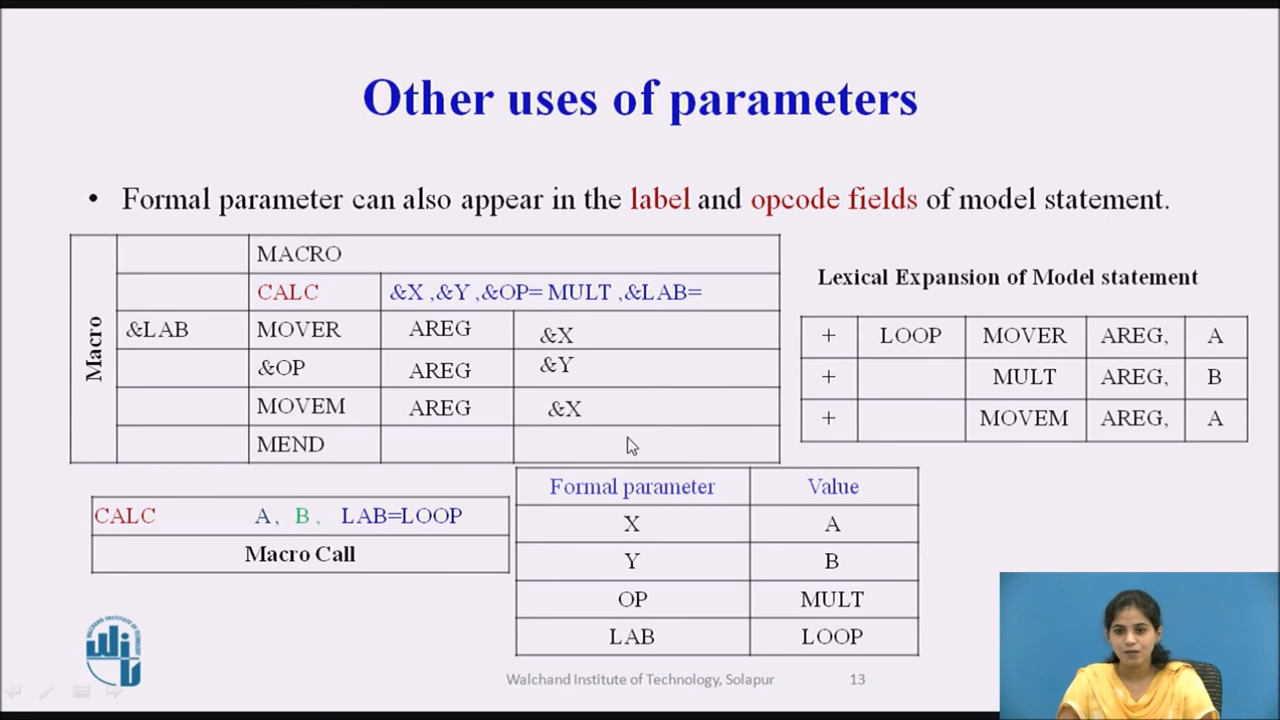 Other uses of parameters
• Formal parameter can also appear in the label and opcode fields of model statement.
Macro
MACRO
CALC &X ,&Y ,&OP= MULT ,&LAB=
&LAB MOVER AREG &X
&OP AREG &Y
MOVEM AREG &X
MEND
Lexical Expansion of Model statement
+ LOOP MOVER AREG, A
+ MULT AREG, B
+ MOVEM AREG, A
CALC A, B, LAB=LOOP
Macro Call
Formal parameter Value
X A
Y B
OP MULT
LAB LOOP
Walchand Institute of Technology, Solapur 13